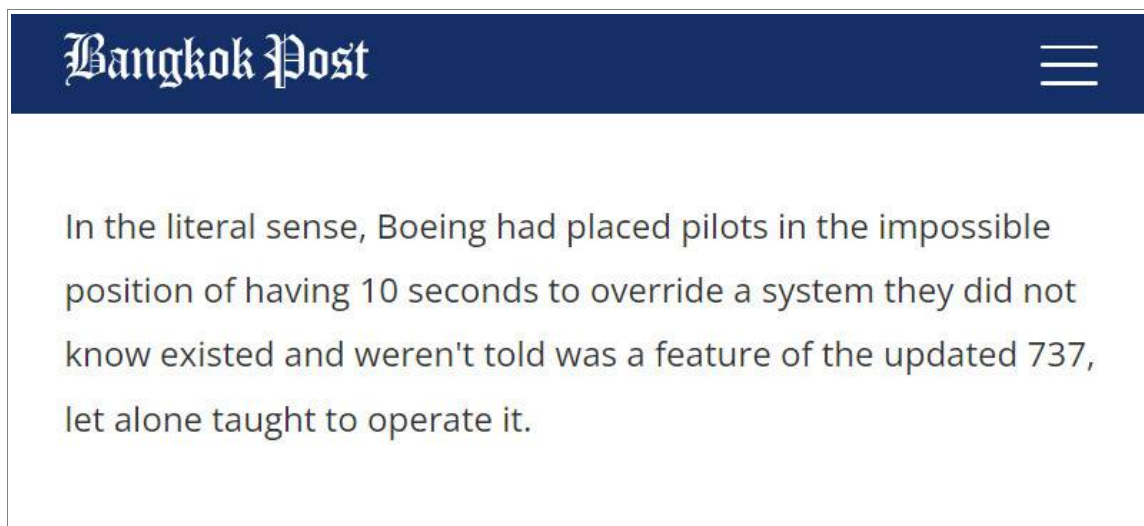 Bangkok Post
In the literal sense, Boeing had placed pilots in the impossible
position of having 10 seconds to override a system they did not
know existed and weren't told was a feature of the updated 737,
let alone taught to operate it.